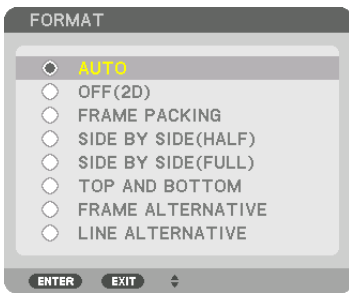 FORMAT
AUTO
OFF(2D)
FRAME PACKING
SIDE BY SIDE(HALF)
SIDE BY SIDE(FULL)
TOP AND BOTTOM
FRAME ALTERNATIVE
LINE ALTERNATIVE
ENTER EXIT